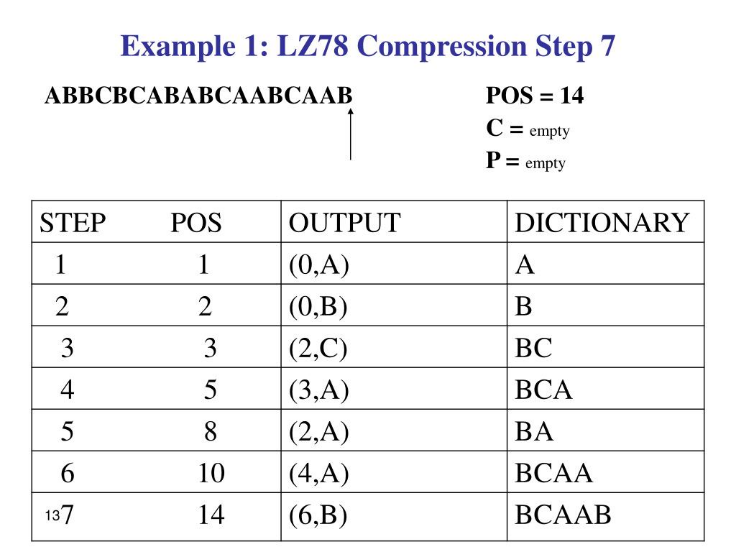 Example 1: LZ78 Compression Step 7
ABBCBCABABCAABCAAB
POS = 14
C = empty
P = empty
STEP POS OUTPUT DICTIONARY
1 1 (0,A) A
2 2 (0,B) B
3 3 (2,C) BC
4 5 (3,A) BCA
5 8 (2,A) BA
6 10 (4,A) BCAA
7 14 (6,B) BCAAB
13